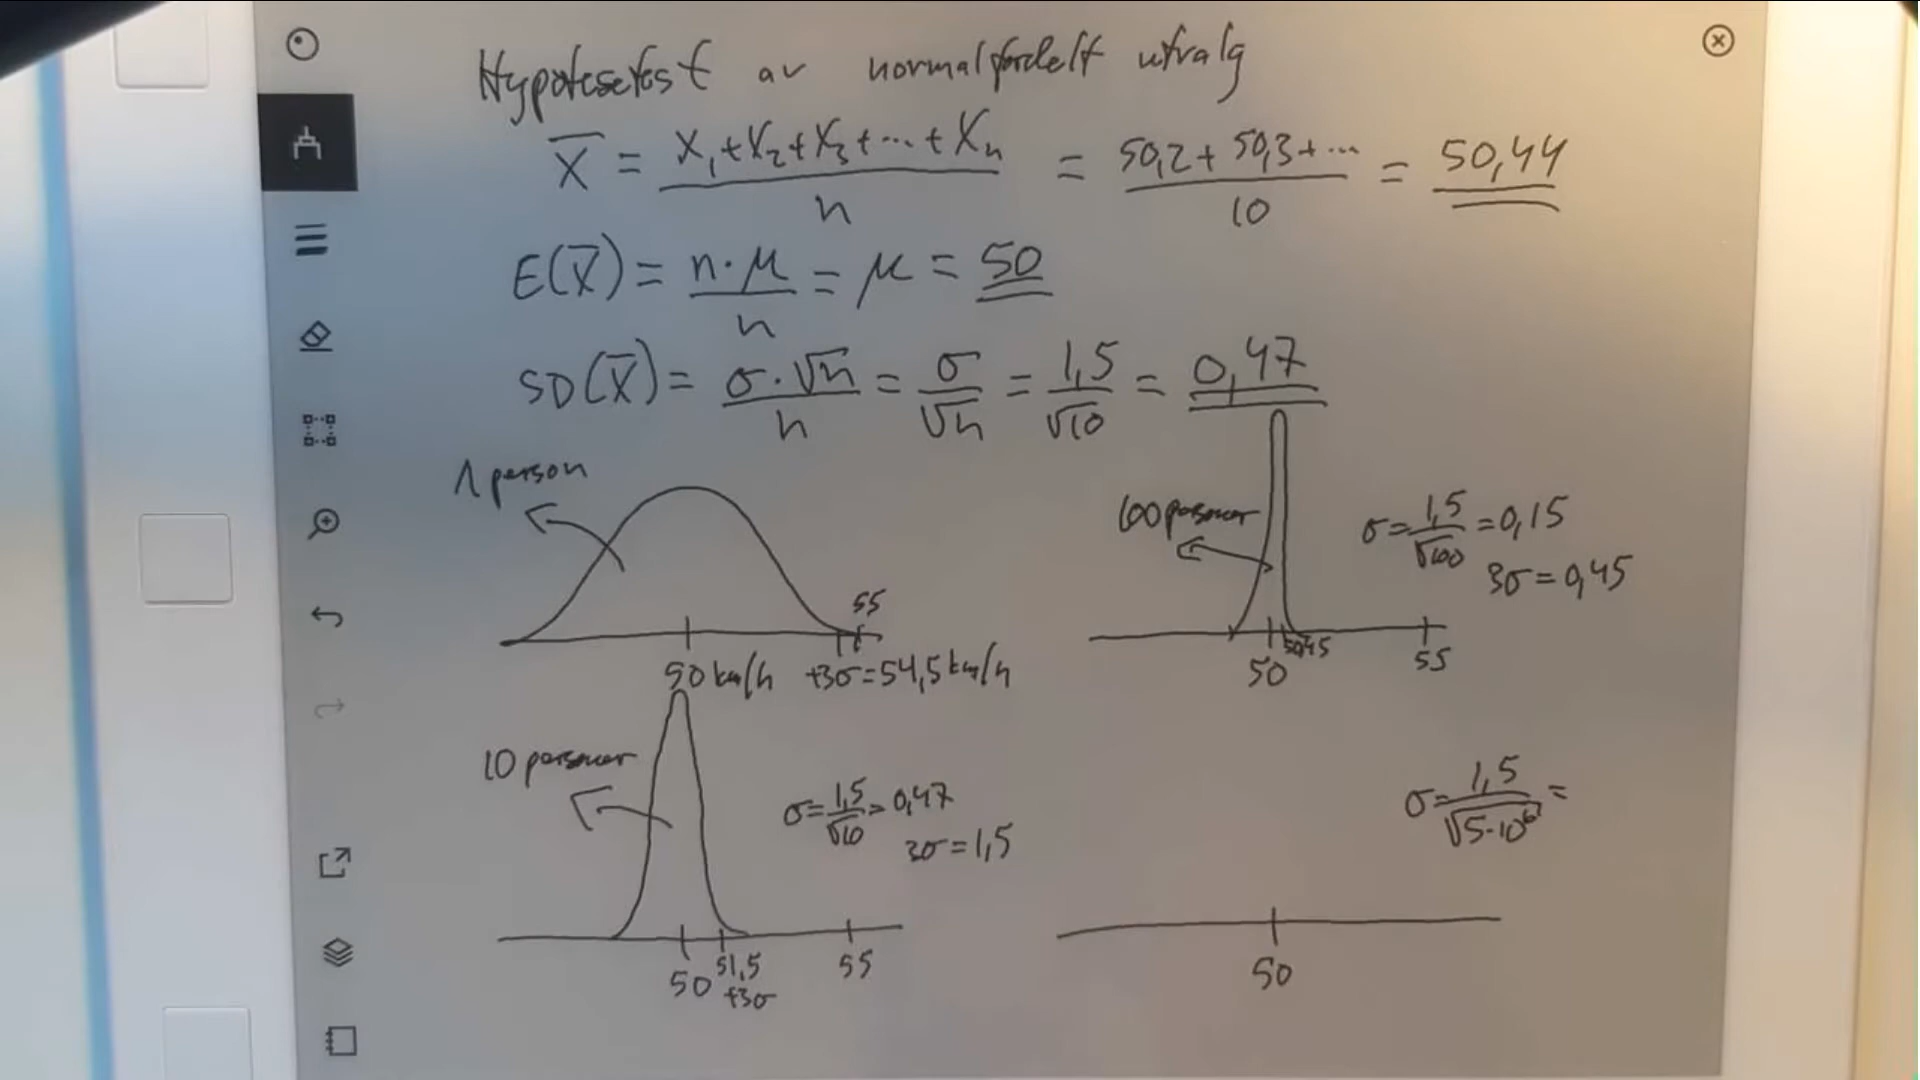 Hypotesetest av normalfordelt utvalg
X̄ = (X₁+X₂+X₃+...+Xₙ)/n = (50,2+50,3+...)/10 = 50,44
E(X̄) = n·μ/n = μ = 50
SD(X̄) = σ·√n/n = σ/√n = 1,5/√10 = 0,47
1 person
55
50 km/h +3σ=54,5 km/h
100 personer
σ=1,5/√100=0,15
3σ=0,45
50 50,45 55
10 personer
σ=1,5/√10=0,47
3σ=1,5
50 51,5 55
+3σ
σ=1,5/√(5·10⁶)=
50